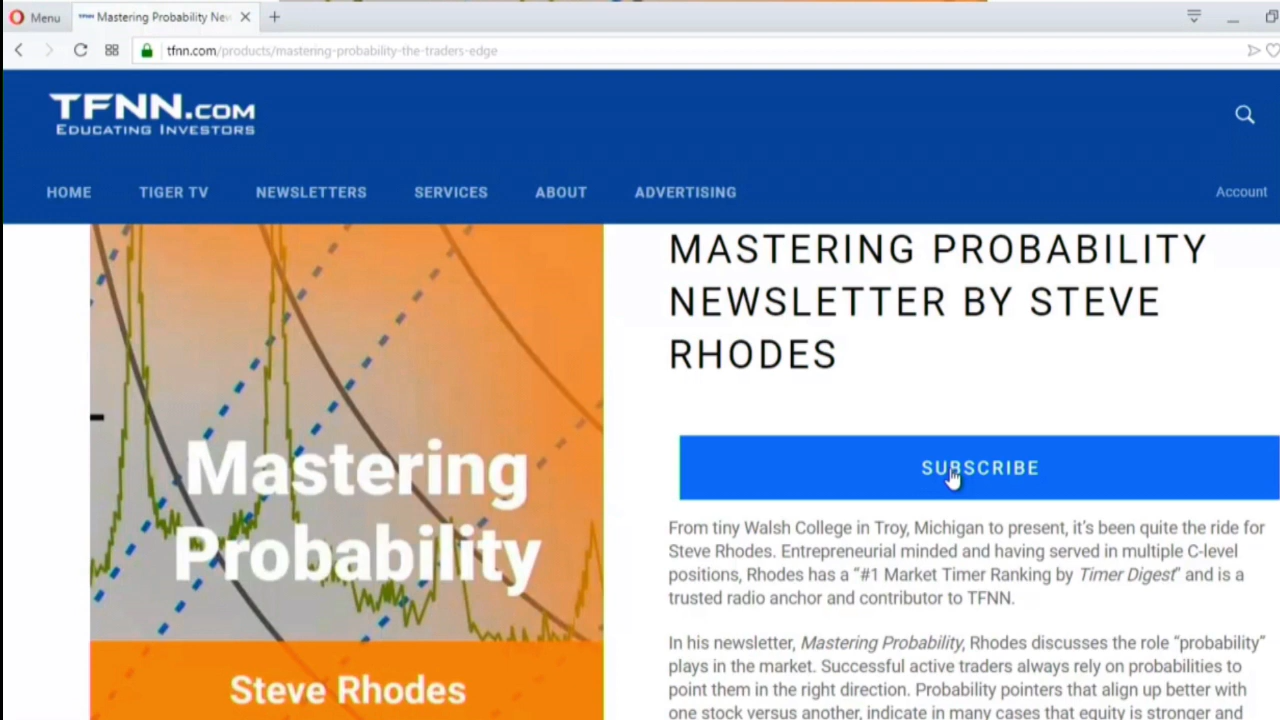 Menu
TFNN Mastering Probability New
tfnn.com/products/mastering-probability-the-traders-edge
TFNN.COM
EDUCATING INVESTORS
HOME TIGER TV NEWSLETTERS SERVICES ABOUT ADVERTISING Account
MASTERING PROBABILITY
NEWSLETTER BY STEVE
RHODES
Mastering
Probability
Steve Rhodes
SUBSCRIBE
From tiny Walsh College in Troy, Michigan to present, it's been quite the ride for
Steve Rhodes. Entrepreneurial minded and having served in multiple C-level
positions, Rhodes has a “#1 Market Timer Ranking by Timer Digest” and is a
trusted radio anchor and contributor to TFNN.
In his newsletter, Mastering Probability, Rhodes discusses the role “probability”
plays in the market. Successful active traders always rely on probabilities to
point them in the right direction. Probability pointers that align up better with
one stock versus another, indicate in many cases that equity is stronger and